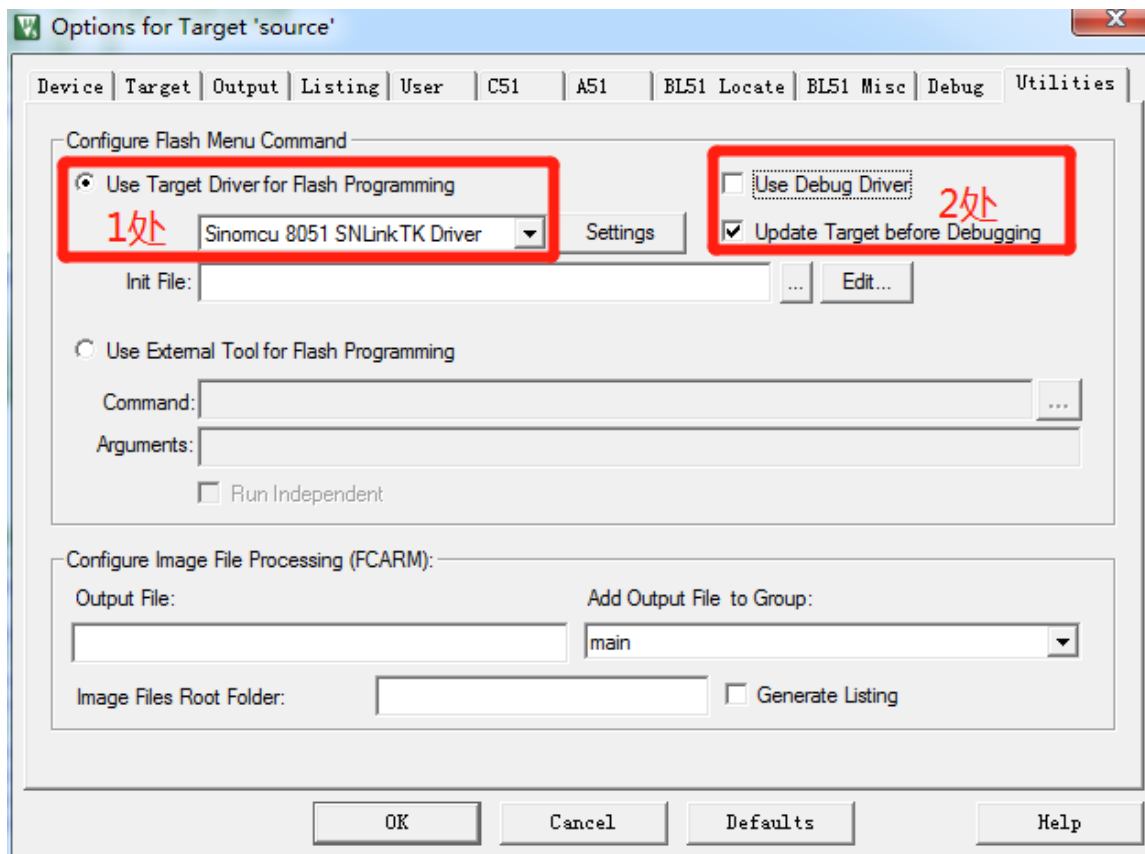 Options for Target 'source'
Device Target Output Listing User C51 A51 BL51 Locate BL51 Misc Debug Utilities
Configure Flash Menu Command
Use Target Driver for Flash Programming
Use Debug Driver
1处
Sinomcu 8051 SNLinkTK Driver
Settings
2处
Update Target before Debugging
Init File:
...
Edit...
Use External Tool for Flash Programming
Command:
...
Arguments:
Run Independent
Configure Image File Processing (FCARM):
Output File:
Add Output File to Group:
main
Image Files Root Folder:
Generate Listing
OK Cancel Defaults Help